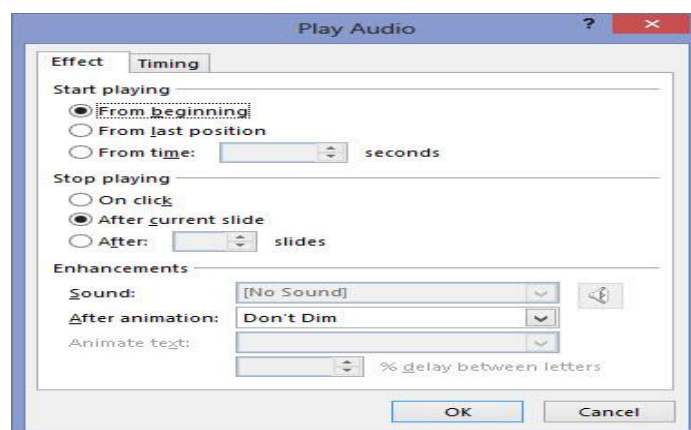 Play Audio ?
Effect Timing
Start playing
From beginning
From last position
From time: seconds
Stop playing
On click
After current slide
After: slides
Enhancements
Sound: [No Sound]
After animation: Don't Dim
Animate text:
% delay between letters
OK Cancel